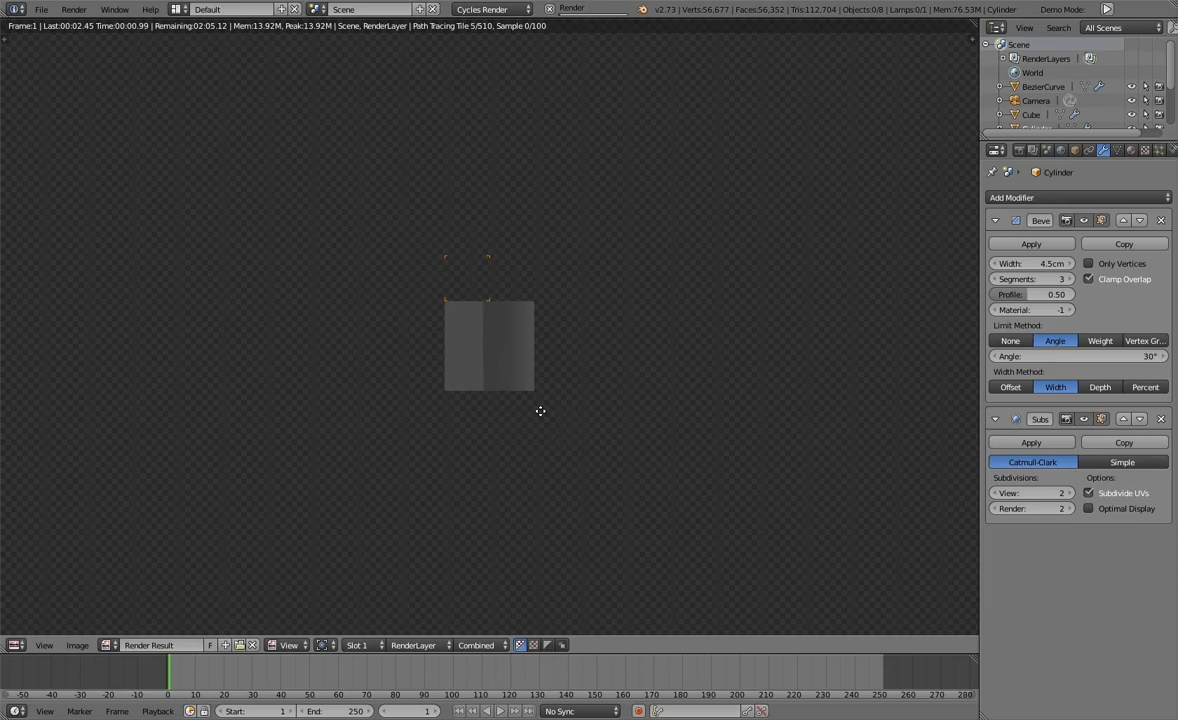 File Render Window Help Default Scene Cycles Render Render v2.73 | Verts:56,677 | Faces:56,352 | Tris:112,704 | Objects:0/8 | Lamps:0/1 | Mem:76.53M | Cylinder Demo Mode:
Frame:1 | Last:00:02.45 Time:00:00.99 | Remaining:02:05.12 | Mem:13.92M, Peak:13.92M | Scene, RenderLayer | Path Tracing Tile 5/510, Sample 0/100
View Search All Scenes
Scene
RenderLayers
World
BezierCurve
Camera
Cube
Cylinder
Add Modifier
Beve
Apply Copy
Width: 4.5cm Only Vertices
Segments: 3 Clamp Overlap
Profile: 0.50
Material: -1
Limit Method:
None Angle Weight Vertex Gr...
Angle: 30°
Width Method:
Offset Width Depth Percent
Subs
Apply Copy
Catmull-Clark Simple
Subdivisions: Options:
View: 2 Subdivide UVs
Render: 2 Optimal Display
View Image Render Result F View Slot 1 RenderLayer Combined
-50 -40 -30 -20 -10 0 10 20 30 40 50 60 70 80 90 100 110 120 130 140 150 160 170 180 190 200 210 220 230 240 250 260 270 280
View Marker Frame Playback Start: 1 End: 250 1 No Sync